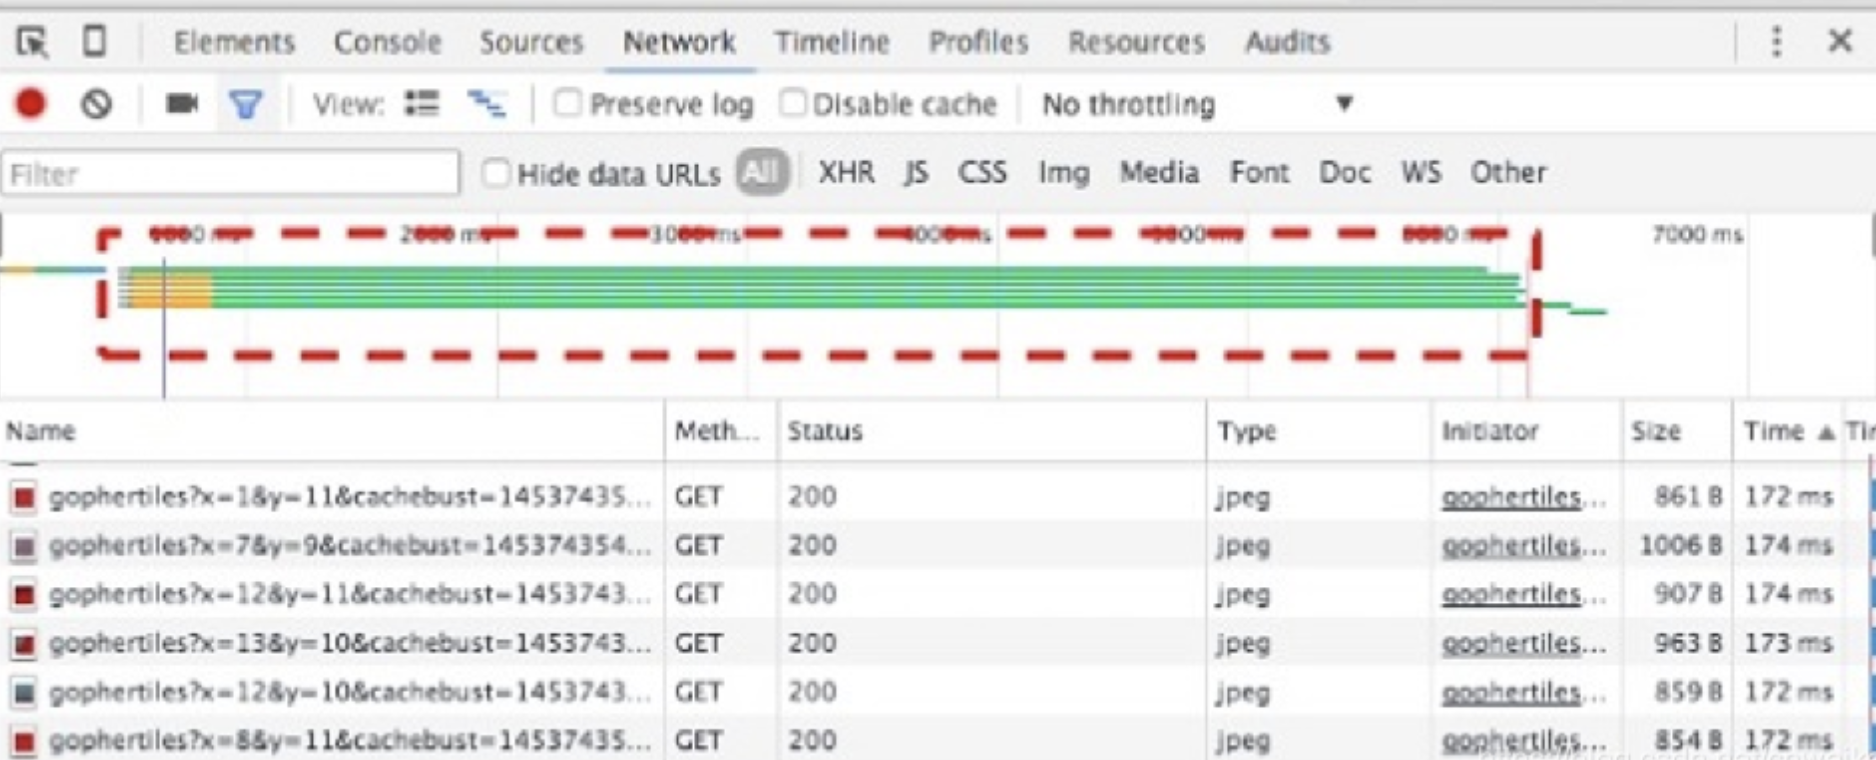 Elements Console Sources Network Timeline Profiles Resources Audits
View: Preserve log Disable cache No throttling
Filter Hide data URLs All XHR JS CSS Img Media Font Doc WS Other
1000 ms 2000 ms 3000 ms 4000 ms 5000 ms 6000 ms 7000 ms
Name Meth... Status Type Initiator Size Time
gophertiles?x=1&y=11&cachebust=14537435... GET 200 jpeg gophertiles... 861 B 172 ms
gophertiles?x=7&y=9&cachebust=145374354... GET 200 jpeg gophertiles... 1006 B 174 ms
gophertiles?x=12&y=11&cachebust=1453743... GET 200 jpeg gophertiles... 907 B 174 ms
gophertiles?x=13&y=10&cachebust=1453743... GET 200 jpeg gophertiles... 963 B 173 ms
gophertiles?x=12&y=10&cachebust=1453743... GET 200 jpeg gophertiles... 859 B 172 ms
gophertiles?x=8&y=11&cachebust=14537435... GET 200 jpeg gophertiles... 854 B 172 ms